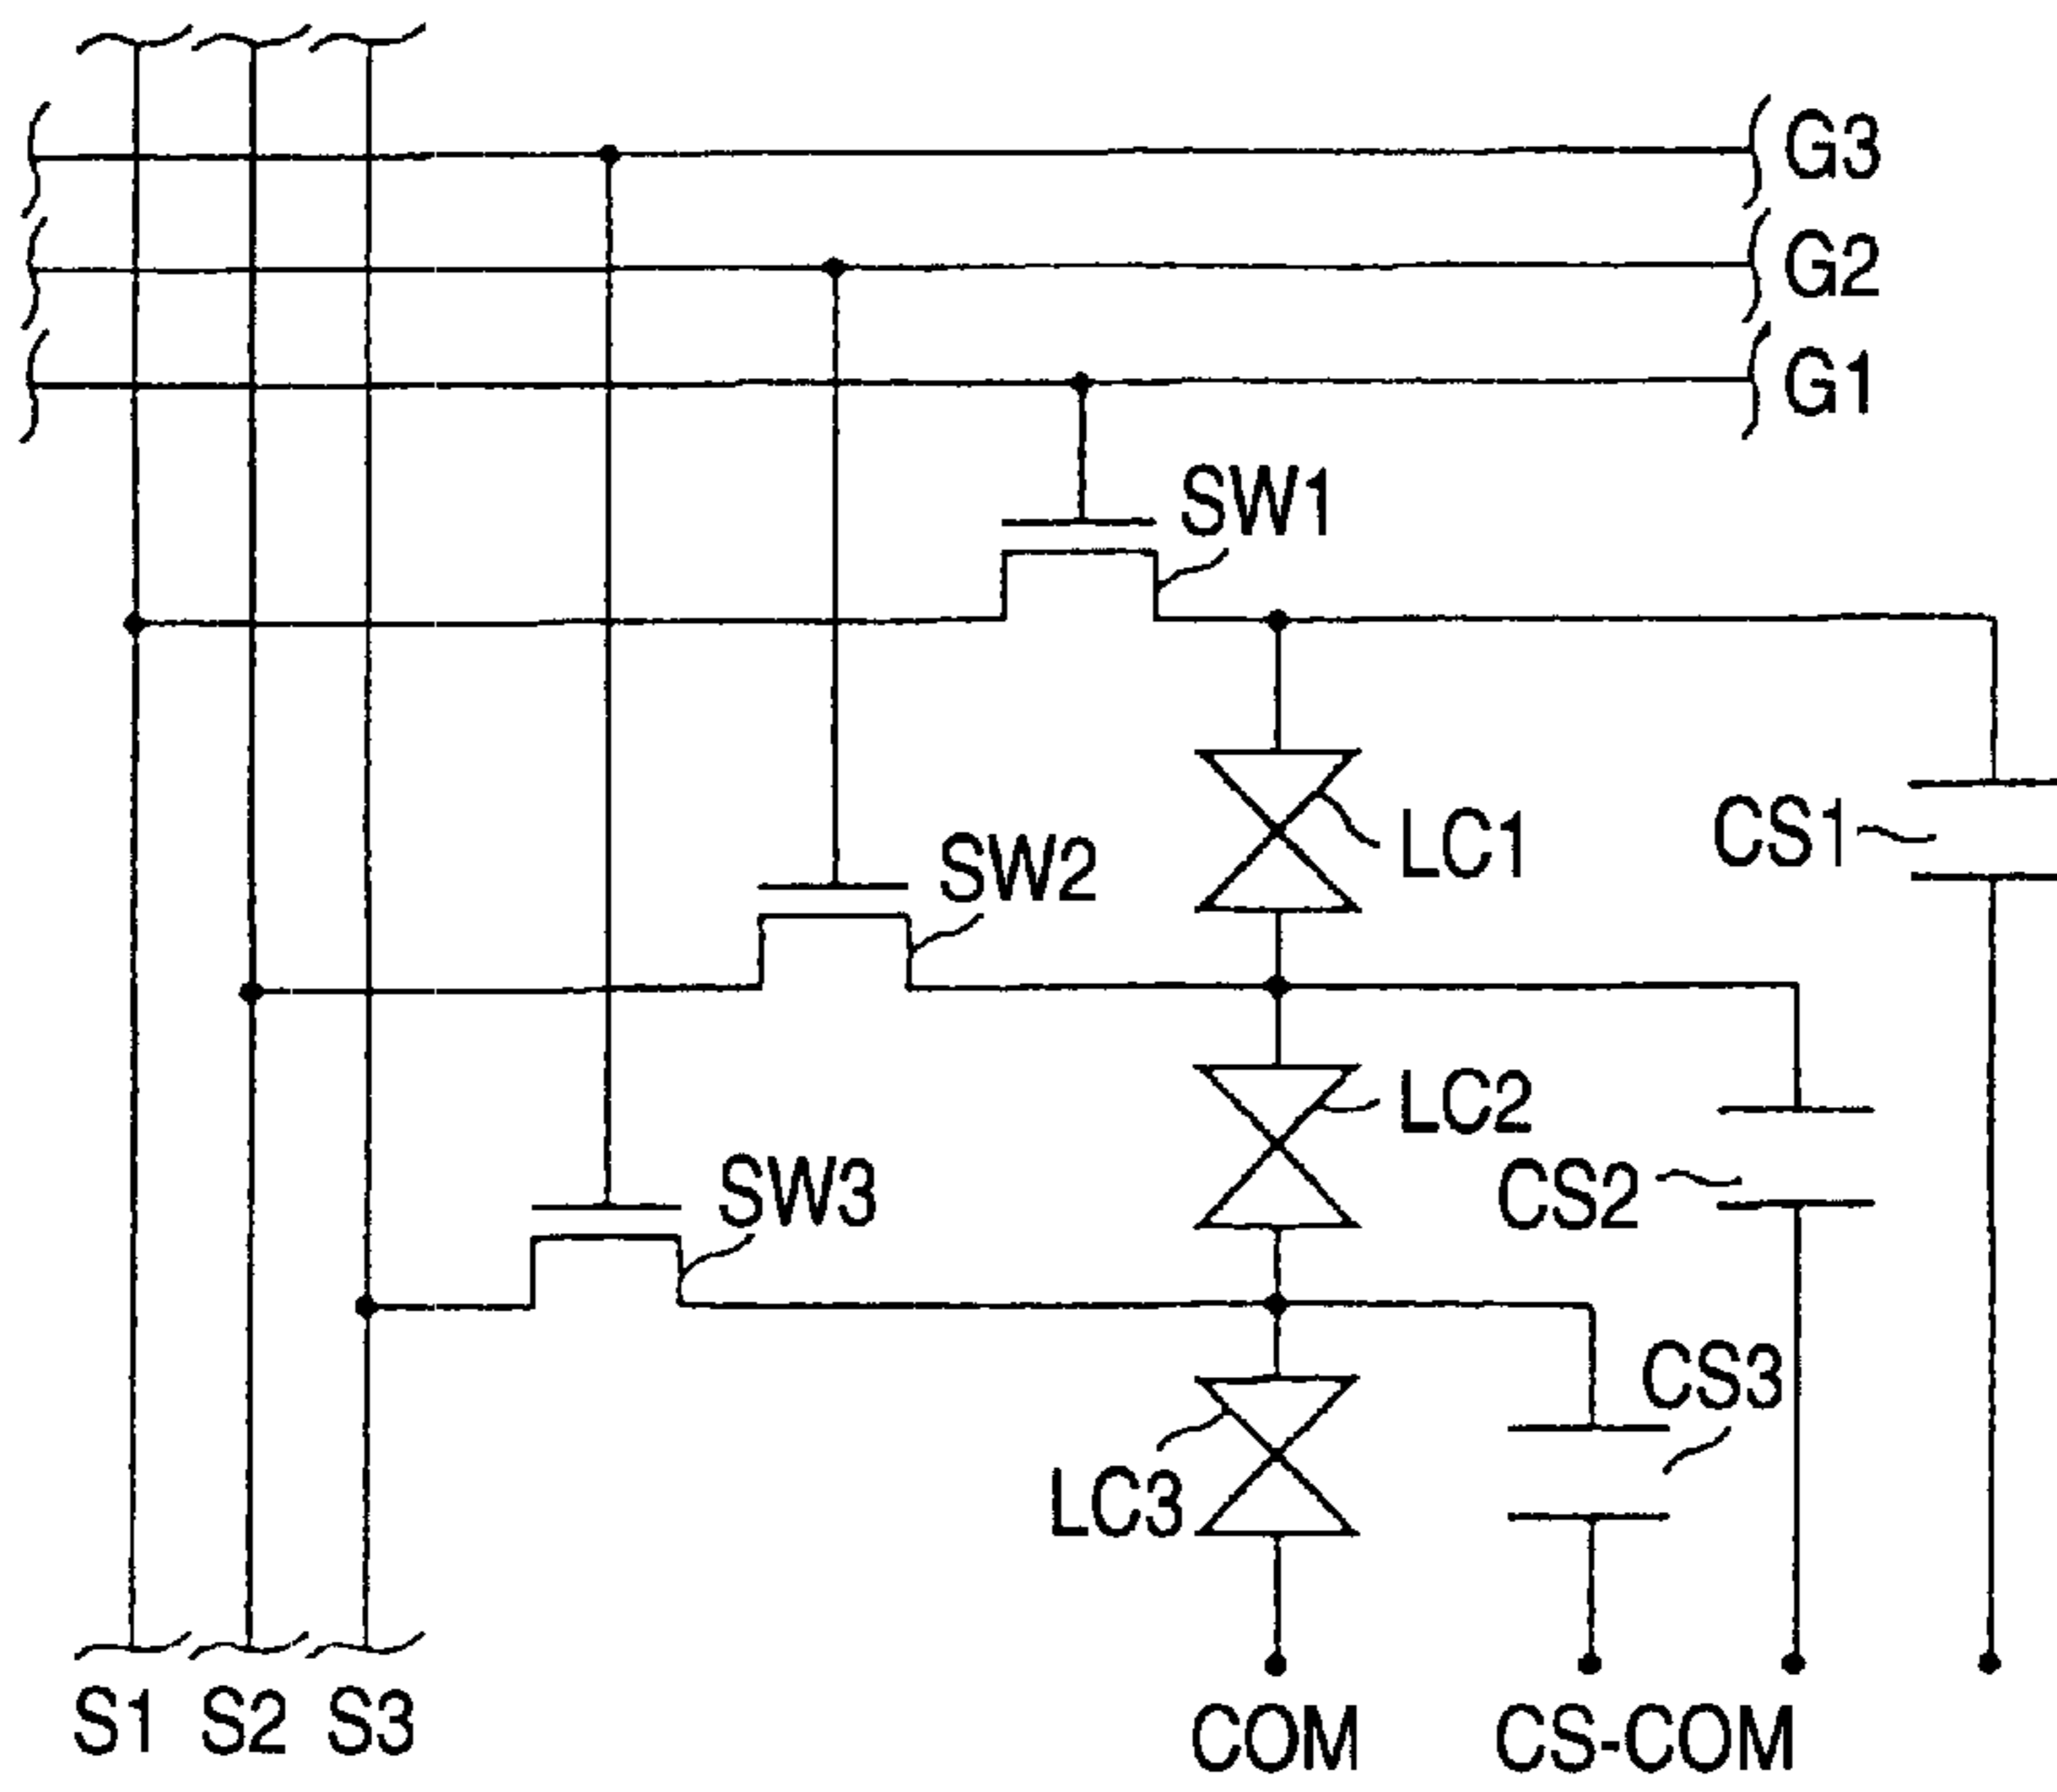 G3
G2
G1
SW1
LC1
CS1
SW2
LC2
CS2
SW3
CS3
LC3
S1 S2 S3 COM CS-COM